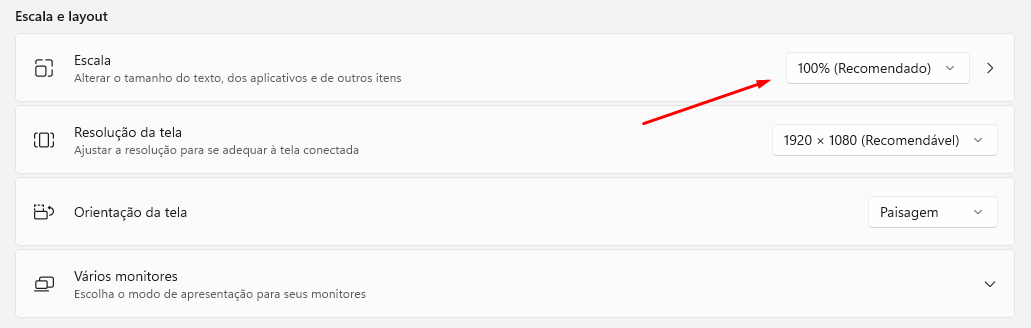 Escala e layout
Escala
Alterar o tamanho do texto, dos aplicativos e de outros itens
100% (Recomendado)
Resolução da tela
Ajustar a resolução para se adequar à tela conectada
1920 × 1080 (Recomendável)
Orientação da tela
Paisagem
Vários monitores
Escolha o modo de apresentação para seus monitores